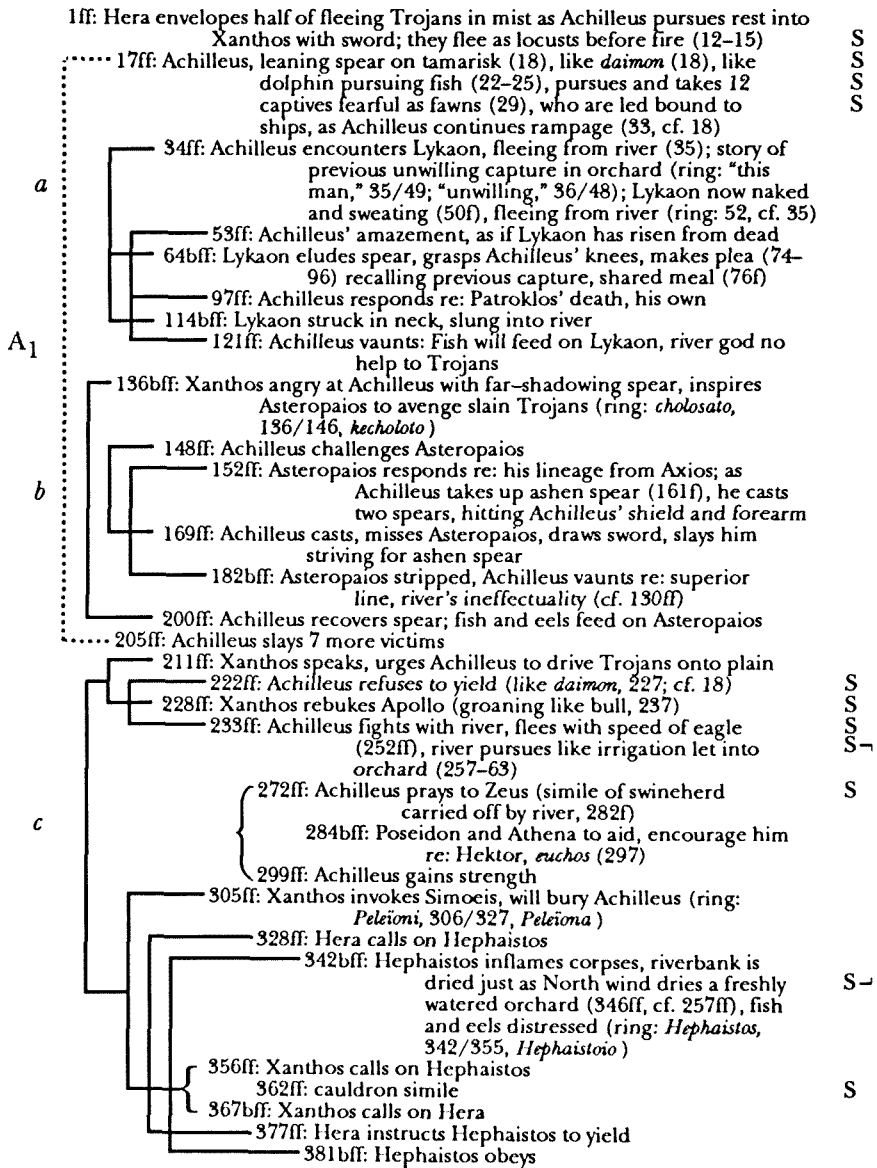 1ff: Hera envelopes half of fleeing Trojans in mist as Achilleus pursues rest into
Xanthos with sword; they flee as locusts before fire (12–15) S
17ff: Achilleus, leaning spear on tamarisk (18), like daimon (18), like S
dolphin pursuing fish (22–25), pursues and takes 12 S
captives fearful as fawns (29), who are led bound to S
ships, as Achilleus continues rampage (33, cf. 18)
34ff: Achilleus encounters Lykaon, fleeing from river (35); story of
previous unwilling capture in orchard (ring: “this
a man,” 35/49; “unwilling,” 36/48); Lykaon now naked
and sweating (50f), fleeing from river (ring: 52, cf. 35)
53ff: Achilleus’ amazement, as if Lykaon has risen from dead
64bff: Lykaon eludes spear, grasps Achilleus’ knees, makes plea (74–
96) recalling previous capture, shared meal (76f)
97ff: Achilleus responds re: Patroklos’ death, his own
114bff: Lykaon struck in neck, slung into river
A1 121ff: Achilleus vaunts: Fish will feed on Lykaon, river god no
help to Trojans
136bff: Xanthos angry at Achilleus with far–shadowing spear, inspires
Asteropaios to avenge slain Trojans (ring: cholosato,
136/146, kecholoto)
148ff: Achilleus challenges Asteropaios
152ff: Asteropaios responds re: his lineage from Axios; as
b Achilleus takes up ashen spear (161f), he casts
two spears, hitting Achilleus’ shield and forearm
169ff: Achilleus casts, misses Asteropaios, draws sword, slays him
striving for ashen spear
182bff: Asteropaios stripped, Achilleus vaunts re: superior
line, river’s ineffectuality (cf. 130ff)
200ff: Achilleus recovers spear; fish and eels feed on Asteropaios
205ff: Achilleus slays 7 more victims
211ff: Xanthos speaks, urges Achilleus to drive Trojans onto plain
222ff: Achilleus refuses to yield (like daimon, 227; cf. 18) S
228ff: Xanthos rebukes Apollo (groaning like bull, 237) S
233ff: Achilleus fights with river, flees with speed of eagle S
(252ff), river pursues like irrigation let into S¬
orchard (257–63)
272ff: Achilleus prays to Zeus (simile of swineherd S
carried off by river, 282f)
c 284bff: Poseidon and Athena to aid, encourage him
re: Hektor, euchos (297)
299ff: Achilleus gains strength
305ff: Xanthos invokes Simoeis, will bury Achilleus (ring:
Peleïoni, 306/327, Peleïona)
328ff: Hera calls on Hephaistos
342bff: Hephaistos inflames corpses, riverbank is
dried just as North wind dries a freshly S┘
watered orchard (346ff, cf. 257ff), fish
and eels distressed (ring: Hephaistos,
342/355, Hephaistoio)
356ff: Xanthos calls on Hephaistos
362ff: cauldron simile S
367bff: Xanthos calls on Hera
377ff: Hera instructs Hephaistos to yield
381bff: Hephaistos obeys